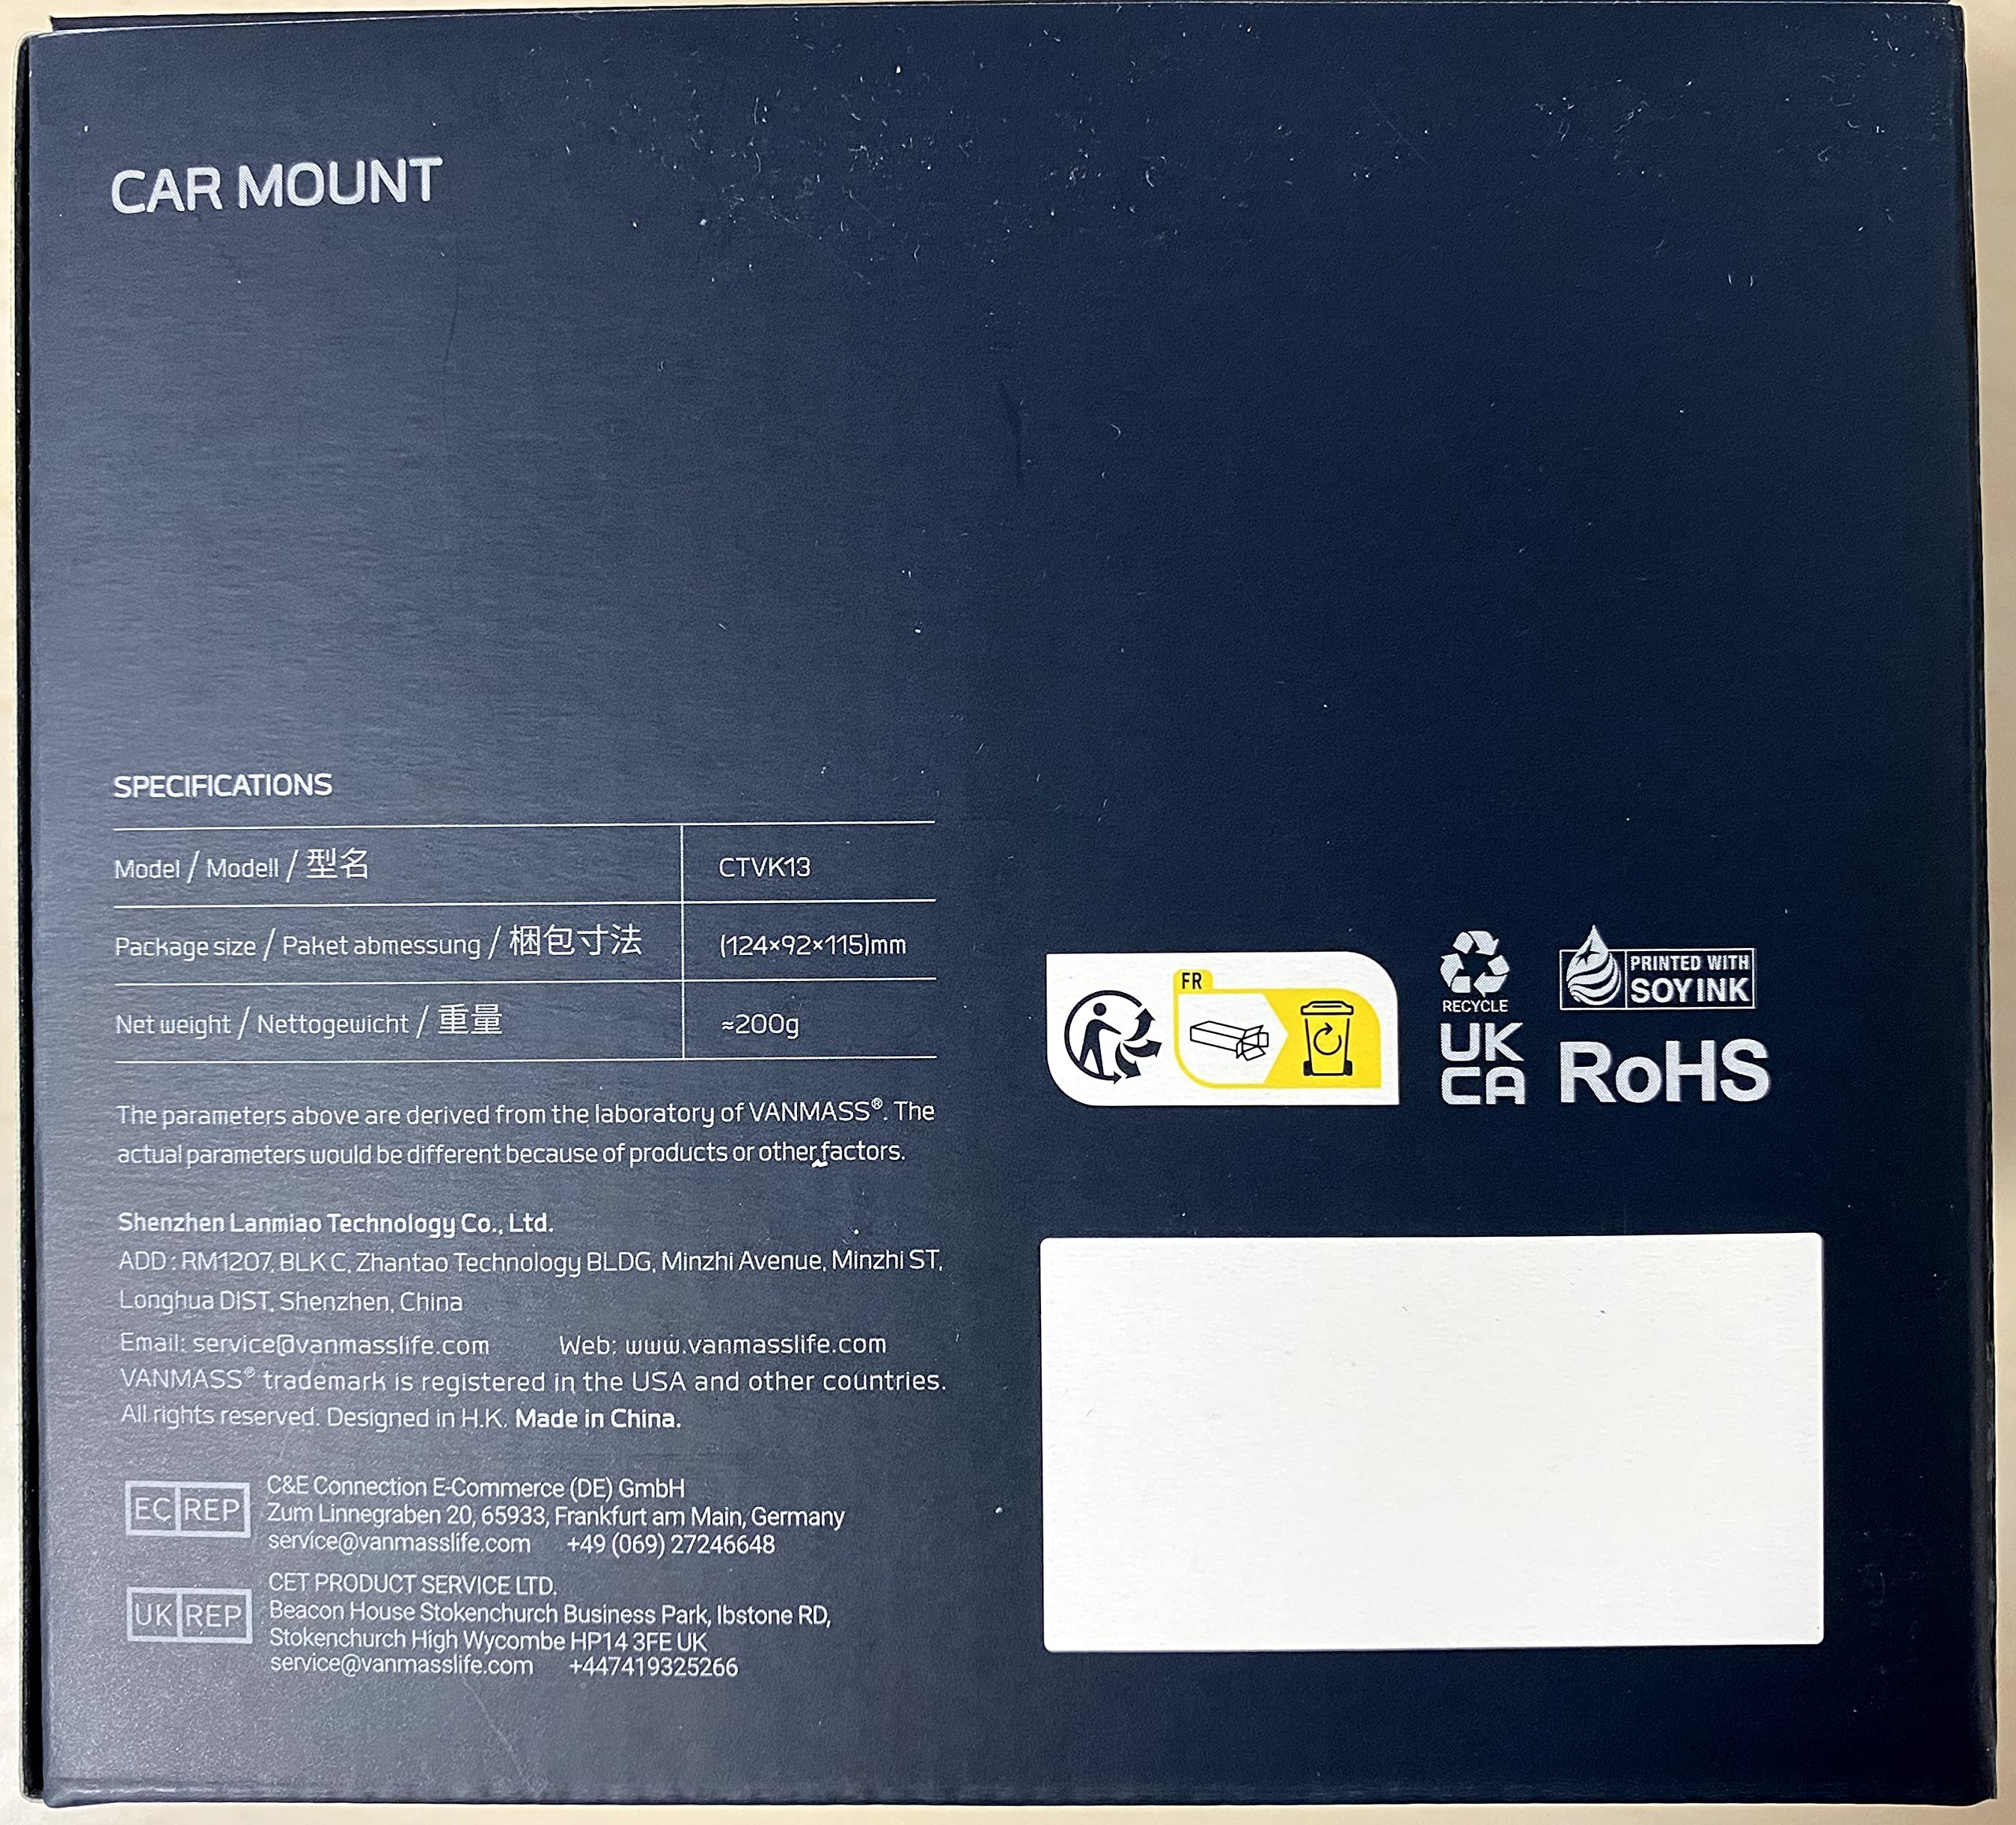 CAR MOUNT
SPECIFICATIONS
Model / Modell / 型名
CTVK13
Package size / Paket abmessung / 梱包寸法
(124×92×115)mm
Net weight / Nettogewicht / 重量
≈200g
The parameters above are derived from the laboratory of VANMASS®. The
actual parameters would be different because of products or other factors.
Shenzhen Lanmiao Technology Co., Ltd.
ADD : RM1207, BLK C, Zhantao Technology BLDG, Minzhi Avenue, Minzhi ST,
Longhua DIST, Shenzhen, China
Email: service@vanmasslife.com Web: www.vanmasslife.com
VANMASS® trademark is registered in the USA and other countries.
All rights reserved. Designed in H.K. Made in China.
EC REP
C&E Connection E-Commerce (DE) GmbH
Zum Linnegraben 20, 65933, Frankfurt am Main, Germany
service@vanmasslife.com +49 (069) 27246648
UK REP
CET PRODUCT SERVICE LTD.
Beacon House Stokenchurch Business Park, Ibstone RD,
Stokenchurch High Wycombe HP14 3FE UK
service@vanmasslife.com +447419325266
FR
RECYCLE
PRINTED WITH
SOY INK
UK
CA
RoHS